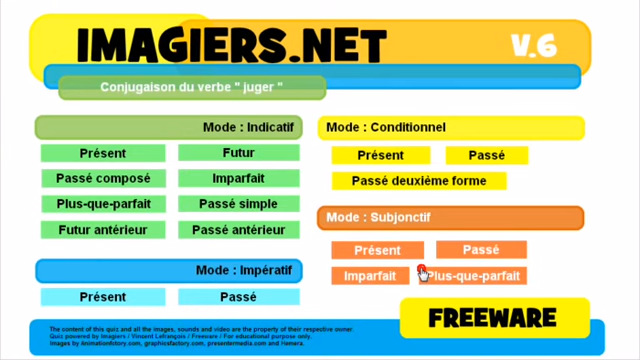 IMAGIERS.NET
V.6
Conjugaison du verbe " juger "
Mode : Indicatif
Présent
Futur
Passé composé
Imparfait
Plus-que-parfait
Passé simple
Futur antérieur
Passé antérieur
Mode : Impératif
Présent
Passé
Mode : Conditionnel
Présent
Passé
Passé deuxième forme
Mode : Subjonctif
Présent
Passé
Imparfait
Plus-que-parfait
FREEWARE
The content of this quiz and all the images, sounds and video are the property of their respective owner.
Quiz powered by Imagiers / Vincent Lefrançois / Freeware / For educational purpose only.
Images by Animationfctory.com, graphicsfactory.com, presentermedia.com and Hemera.